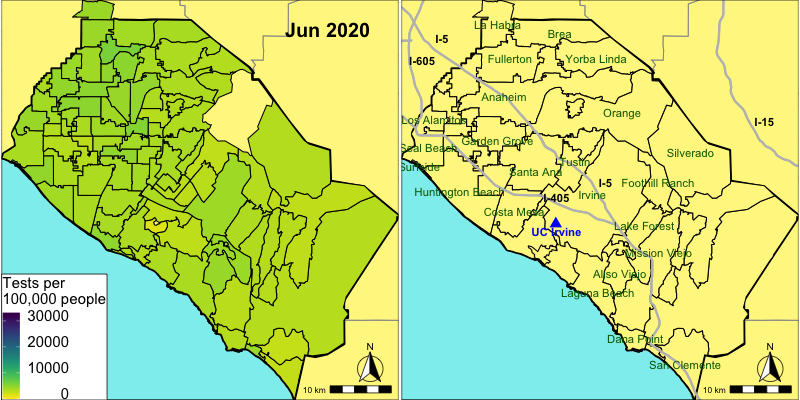 Jun 2020
Tests per
100,000 people
30000
20000
10000
0
N
10 km
La Habra
Brea
I-5
I-605
Fullerton
Yorba Linda
Anaheim
Orange
Los Alamitos
I-15
Garden Grove
Seal Beach
Silverado
Tustin
Sunside
Santa Ana
I-5
Foothill Ranch
Huntington Beach
Irvine
I-405
Costa Mesa
UC Irvine
Lake Forest
Mission Viejo
Aliso Viejo
Laguna Beach
Dana Point
San Clemente
N
10 km